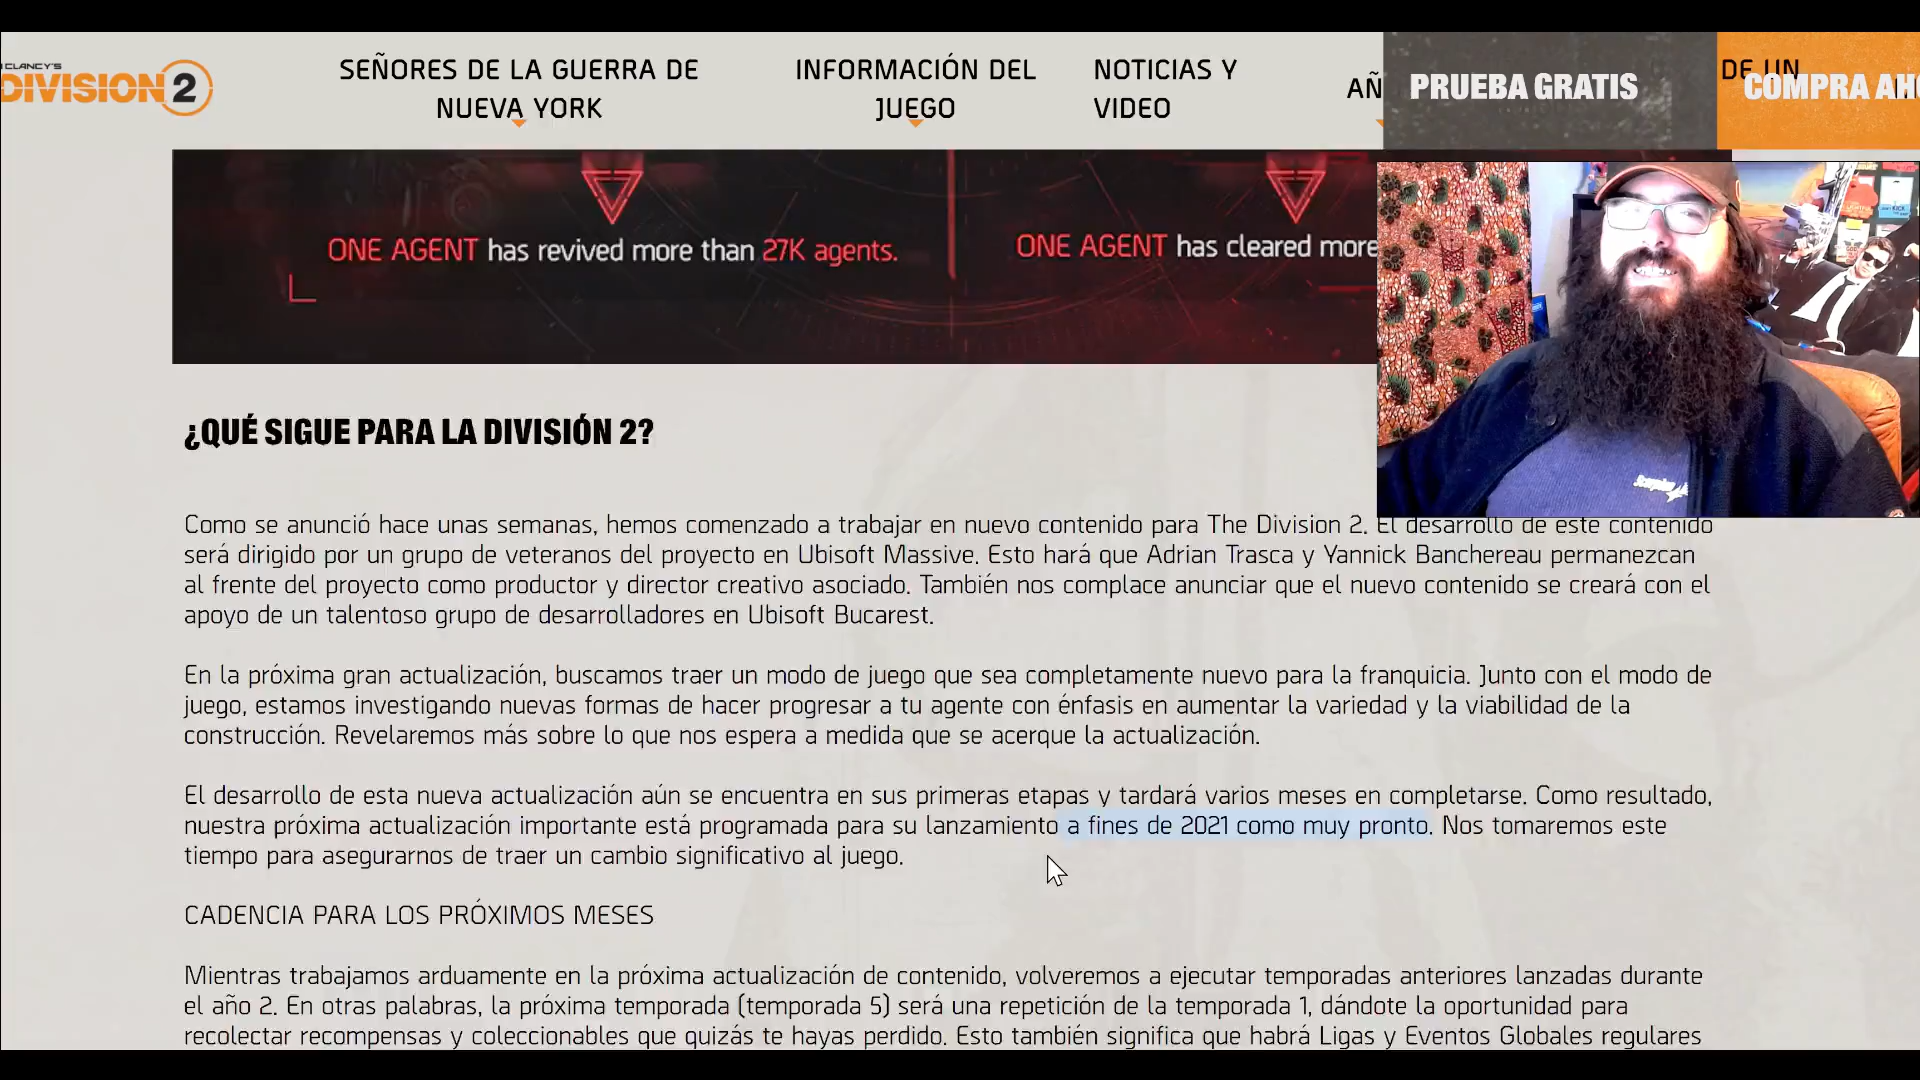 CLANCY'S
DIVISION 2
SEÑORES DE LA GUERRA DE
NUEVA YORK
INFORMACIÓN DEL
JUEGO
NOTICIAS Y
VIDEO
AÑ
PRUEBA GRATIS
DE UN
COMPRA AHO
ONE AGENT has revived more than 27K agents.
ONE AGENT has cleared more
¿QUÉ SIGUE PARA LA DIVISIÓN 2?
Como se anunció hace unas semanas, hemos comenzado a trabajar en nuevo contenido para The Division 2. El desarrollo de este contenido
será dirigido por un grupo de veteranos del proyecto en Ubisoft Massive. Esto hará que Adrian Trasca y Yannick Banchereau permanezcan
al frente del proyecto como productor y director creativo asociado. También nos complace anunciar que el nuevo contenido se creará con el
apoyo de un talentoso grupo de desarrolladores en Ubisoft Bucarest.
En la próxima gran actualización, buscamos traer un modo de juego que sea completamente nuevo para la franquicia. Junto con el modo de
juego, estamos investigando nuevas formas de hacer progresar a tu agente con énfasis en aumentar la variedad y la viabilidad de la
construcción. Revelaremos más sobre lo que nos espera a medida que se acerque la actualización.
El desarrollo de esta nueva actualización aún se encuentra en sus primeras etapas y tardará varios meses en completarse. Como resultado,
nuestra próxima actualización importante está programada para su lanzamiento a fines de 2021 como muy pronto. Nos tomaremos este
tiempo para asegurarnos de traer un cambio significativo al juego.
CADENCIA PARA LOS PRÓXIMOS MESES
Mientras trabajamos arduamente en la próxima actualización de contenido, volveremos a ejecutar temporadas anteriores lanzadas durante
el año 2. En otras palabras, la próxima temporada (temporada 5) será una repetición de la temporada 1, dándote la oportunidad para
recolectar recompensas y coleccionables que quizás te hayas perdido. Esto también significa que habrá Ligas y Eventos Globales regulares